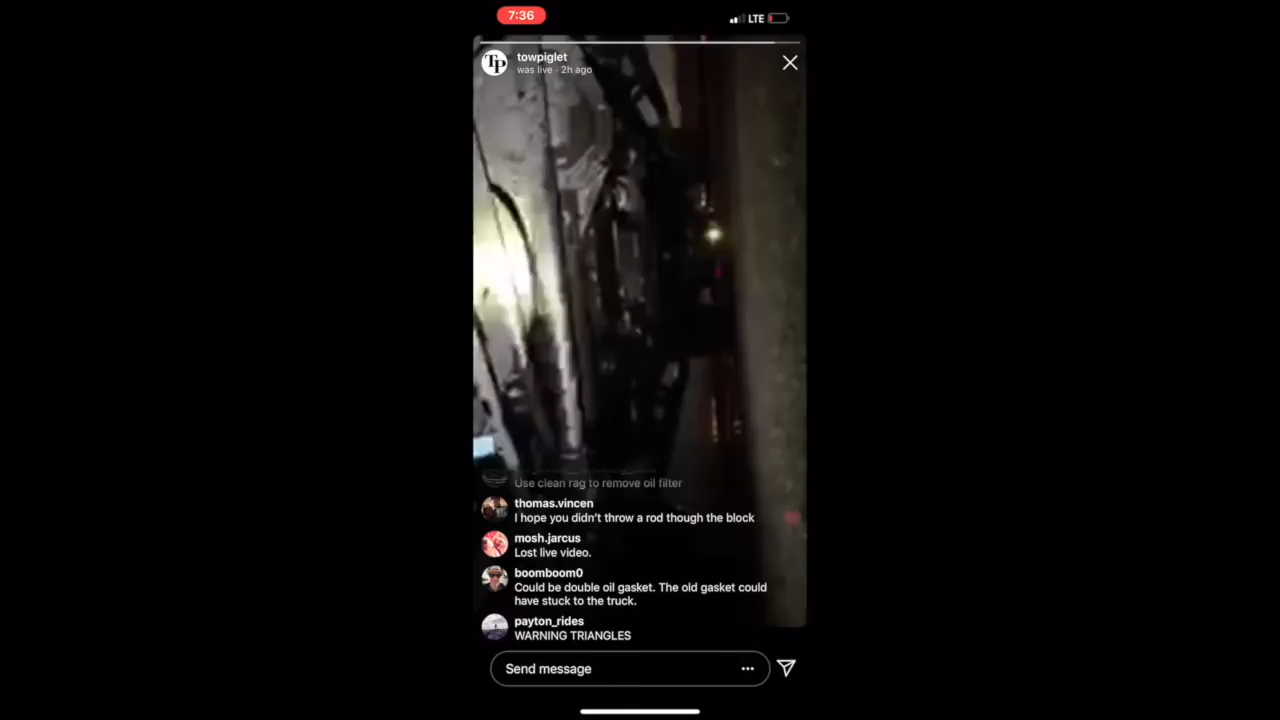 7:36
LTE
TP
towpiglet
was live · 2h ago
Use clean rag to remove oil filter
thomas.vincen
I hope you didn’t throw a rod though the block
mosh.jarcus
Lost live video.
boomboom0
Could be double oil gasket. The old gasket could
have stuck to the truck.
payton_rides
WARNING TRIANGLES
Send message